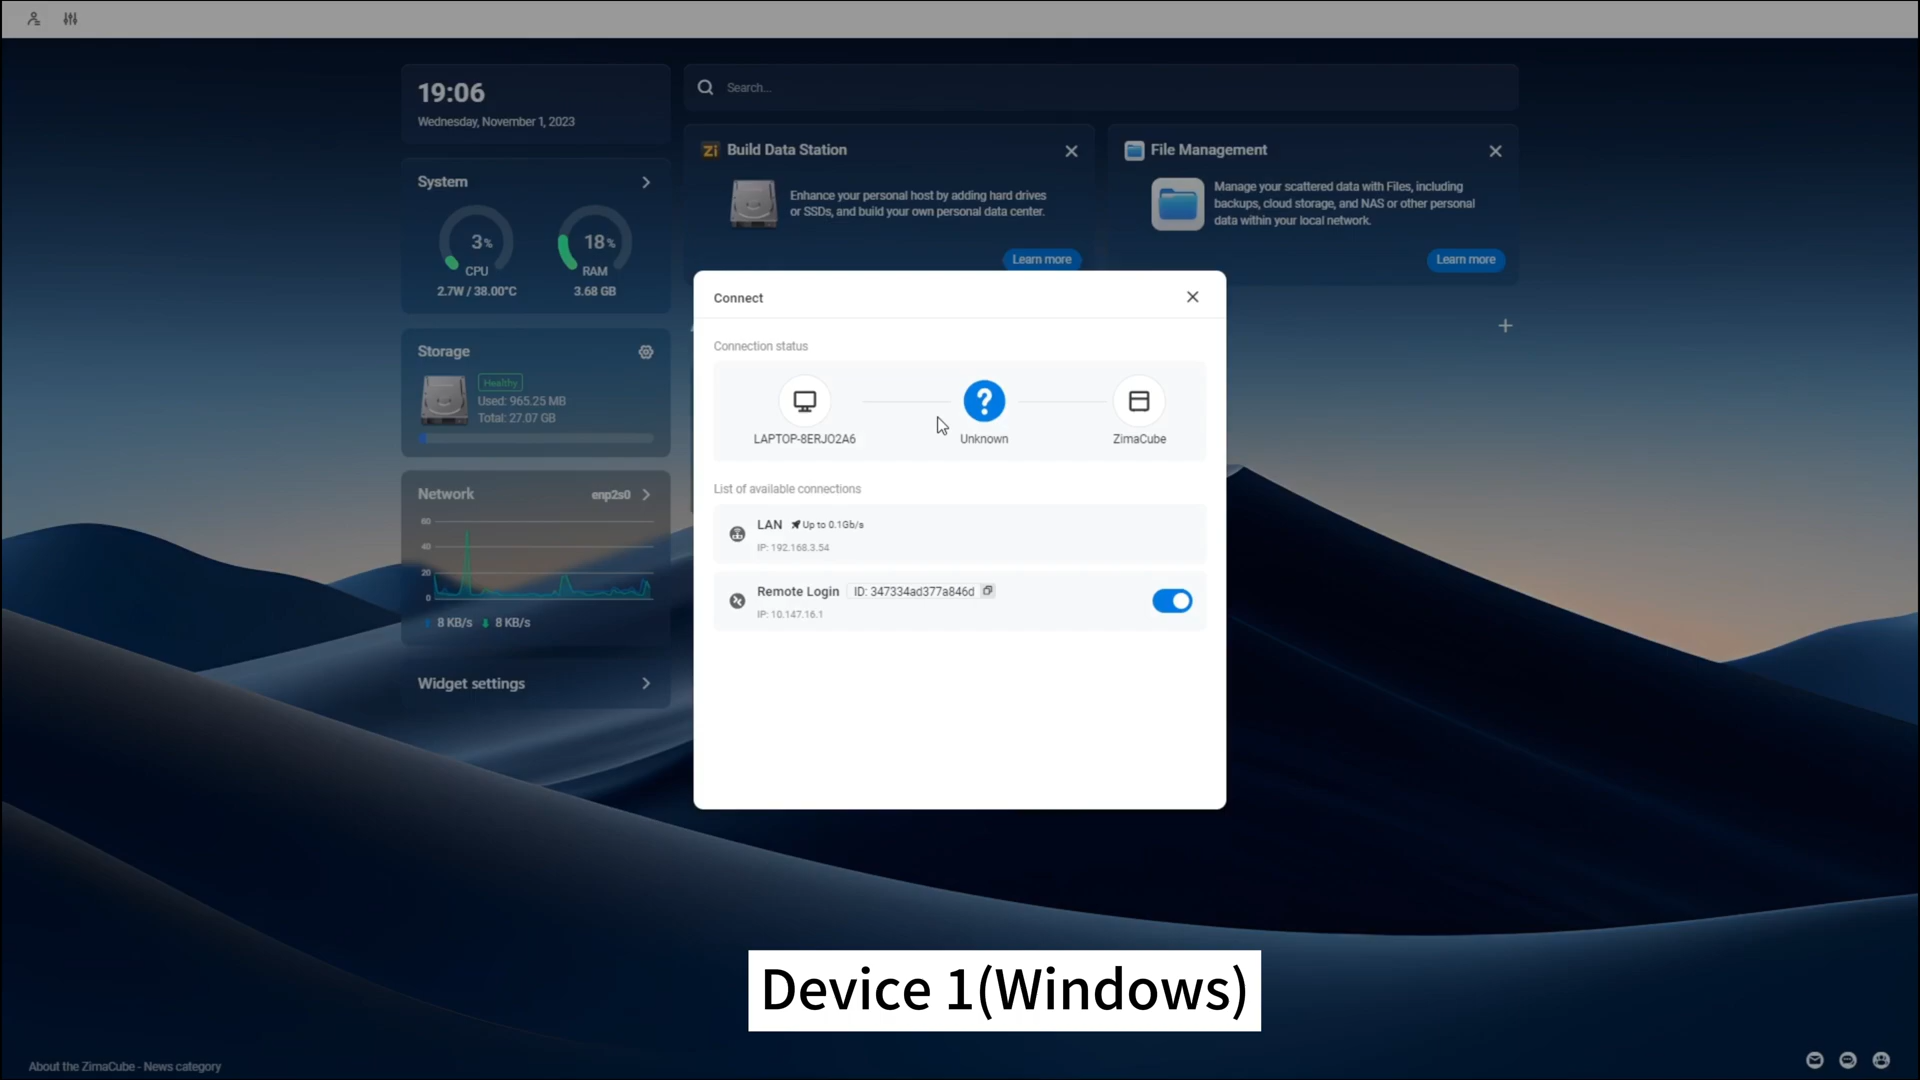 19:06
Wednesday, November 1, 2023
Search...
System
3%
CPU
2.7W / 38.00°C
18%
RAM
3.68 GB
Zi Build Data Station
Enhance your personal host by adding hard drives
or SSDs, and build your own personal data center.
Learn more
File Management
Manage your scattered data with Files, including
backups, cloud storage, and NAS or other personal
data within your local network.
Learn more
Storage
Healthy
Used: 965.25 MB
Total: 27.07 GB
Network
enp2s0
60
40
20
0
8 KB/s
8 KB/s
Widget settings
Connect
Connection status
LAPTOP-8ERJO2A6
?
Unknown
ZimaCube
List of available connections
LAN Up to 0.1Gb/s
IP: 192.168.3.54
Remote Login ID: 347334ad377a846d
IP: 10.147.16.1
Device 1(Windows)
About the ZimaCube - News category